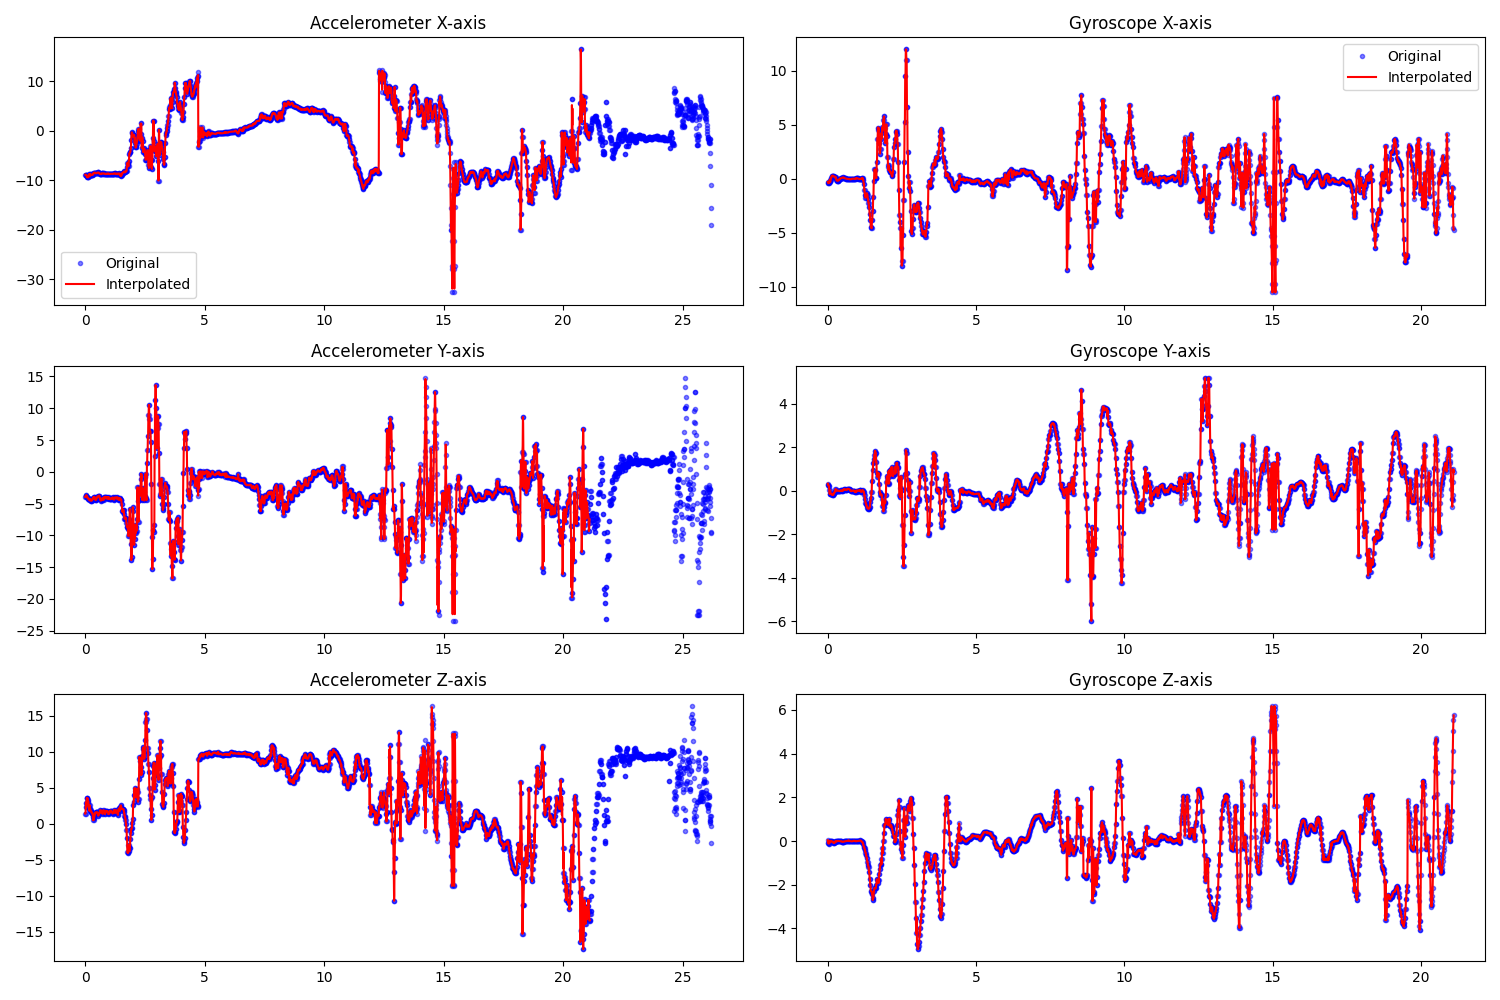 Accelerometer X-axis
10
0
−10
−20
−30
Original
Interpolated
0 5 10 15 20 25
Gyroscope X-axis
10
5
0
−5
−10
Original
Interpolated
0 5 10 15 20
Accelerometer Y-axis
15
10
5
0
−5
−10
−15
−20
−25
0 5 10 15 20 25
Gyroscope Y-axis
4
2
0
−2
−4
−6
0 5 10 15 20
Accelerometer Z-axis
15
10
5
0
−5
−10
−15
0 5 10 15 20 25
Gyroscope Z-axis
6
4
2
0
−2
−4
0 5 10 15 20